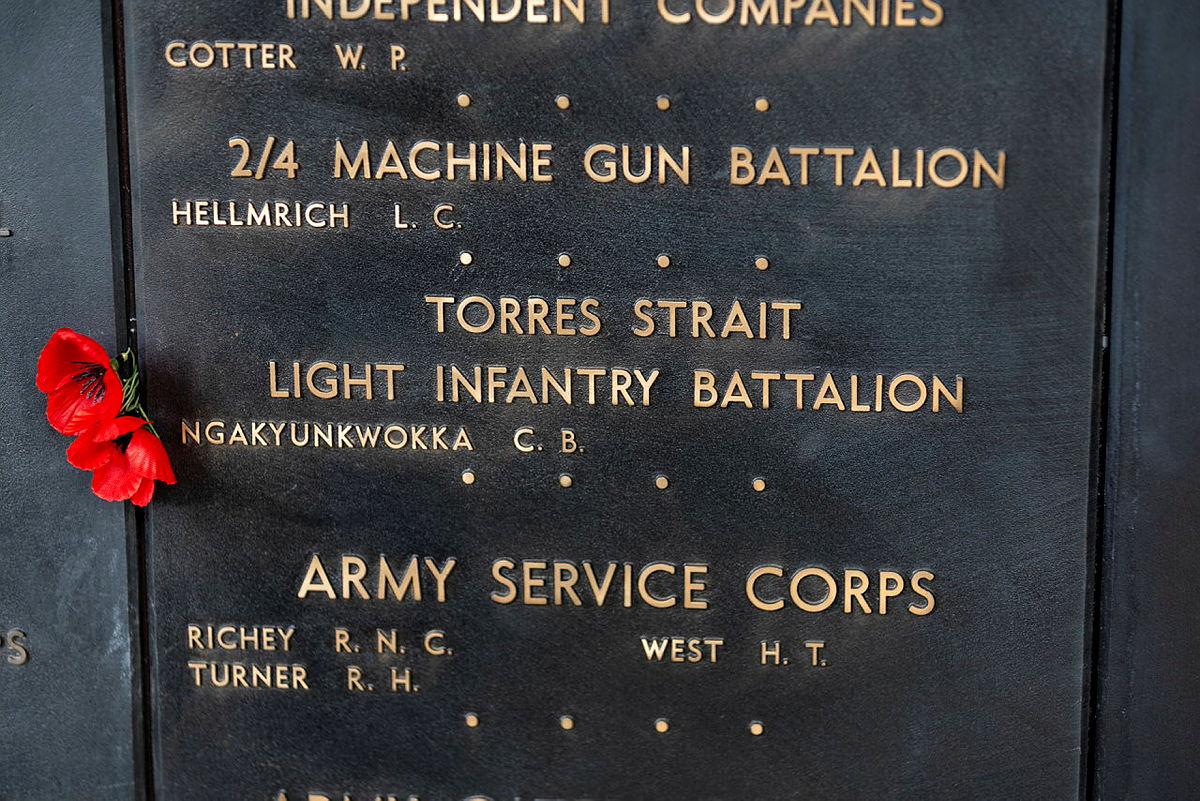 INDEPENDENT COMPANIES
COTTER W. P.
2/4 MACHINE GUN BATTALION
HELLMRICH L. C.
TORRES STRAIT
LIGHT INFANTRY BATTALION
NGAKYUNKWOKKA C. B.
ARMY SERVICE CORPS
RICHEY R. N. C. WEST H. T.
TURNER R. H.
ARMY